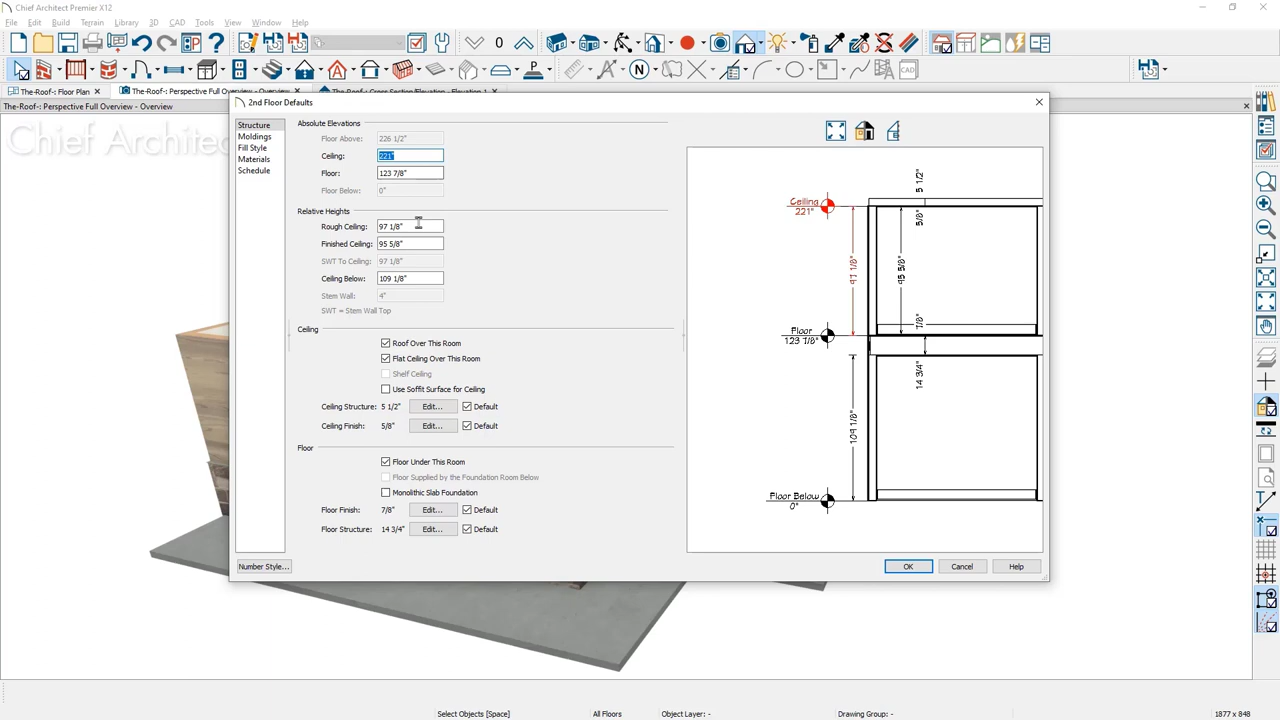 Chief Architect Premier X12
File Edit Build Terrain Library 3D CAD Tools View Window Help
0
N
CAD
The-Roof-: Floor Plan
The-Roof-: Perspective Full Overview - Overview
The-Roof-: Cross Section/Elevation - Elevation 1
The-Roof-: Perspective Full Overview - Overview
Chief Architect
2nd Floor Defaults
Structure
Moldings
Fill Style
Materials
Schedule
Absolute Elevations
Floor Above: 226 1/2"
Ceiling: 221"
Floor: 123 7/8"
Floor Below: 0"
Relative Heights
Rough Ceiling: 97 1/8"
Finished Ceiling: 95 5/8"
SWT To Ceiling: 97 1/8"
Ceiling Below: 109 1/8"
Stem Wall: 4"
SWT = Stem Wall Top
Ceiling
Roof Over This Room
Flat Ceiling Over This Room
Shelf Ceiling
Use Soffit Surface for Ceiling
Ceiling Structure: 5 1/2" Edit... Default
Ceiling Finish: 5/8" Edit... Default
Floor
Floor Under This Room
Floor Supplied by the Foundation Room Below
Monolithic Slab Foundation
Floor Finish: 7/8" Edit... Default
Floor Structure: 14 3/4" Edit... Default
5 1/2"
Ceiling
221"
5/8"
97 1/8"
95 5/8"
7/8"
Floor
123 7/8"
14 3/4"
109 1/8"
Floor Below
0"
Number Style...
OK
Cancel
Help
Select Objects [Space]
All Floors
Object Layer: -
Drawing Group: -
1877 x 848